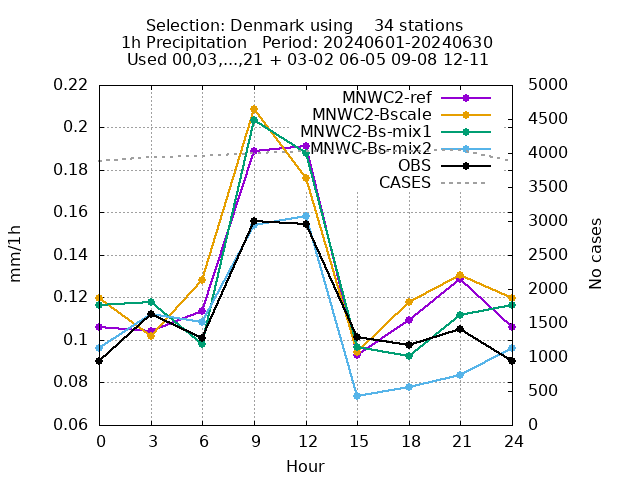 Selection: Denmark using    34 stations
1h Precipitation   Period: 20240601-20240630
Used 00,03,...,21 + 03-02 06-05 09-08 12-11
MNWC2-ref
MNWC2-Bscale
MNWC2-Bs-mix1
MNWC-Bs-mix2
OBS
CASES
mm/1h
0.22
0.2
0.18
0.16
0.14
0.12
0.1
0.08
0.06
5000
4500
4000
3500
3000
2500
2000
1500
1000
500
0
No cases
0 3 6 9 12 15 18 21 24
Hour